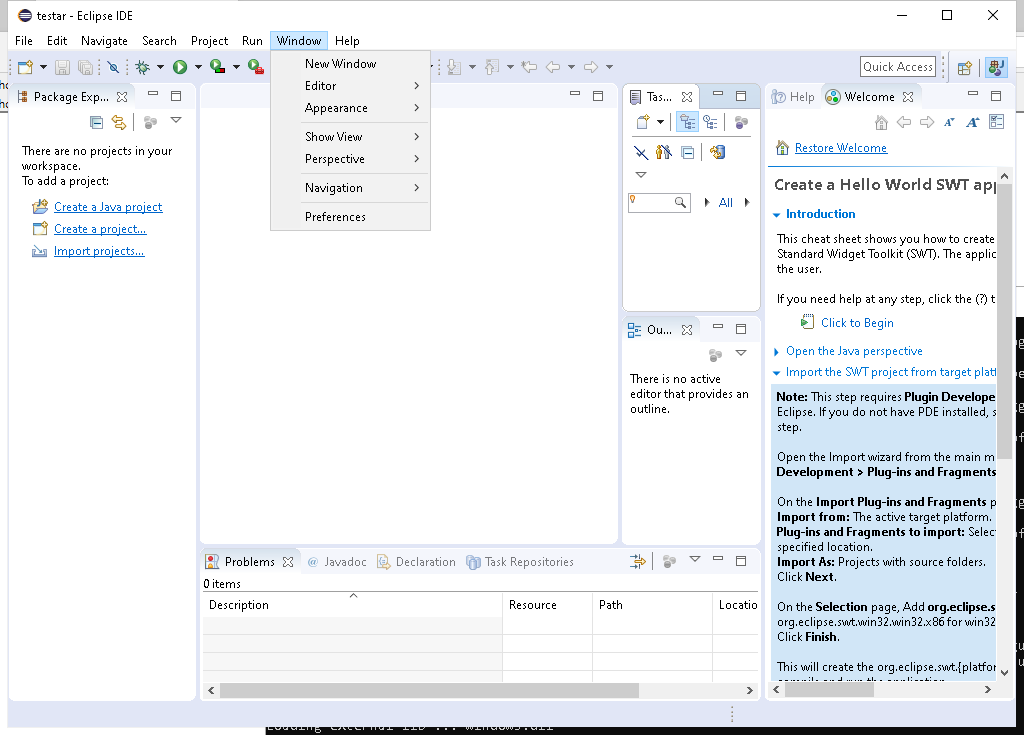 testar - Eclipse IDE
File Edit Navigate Search Project Run Window Help
Quick Access
New Window
Editor
Appearance
Show View
Perspective
Navigation
Preferences
Package Exp...
There are no projects in your
workspace.
To add a project:
Create a Java project
Create a project...
Import projects...
Tas...
All
Ou...
There is no active
editor that provides an
outline.
Help Welcome
Restore Welcome
Create a Hello World SWT app
Introduction
This cheat sheet shows you how to create
Standard Widget Toolkit (SWT). The applic
the user.
If you need help at any step, click the (?) t
Click to Begin
Open the Java perspective
Import the SWT project from target platf
Note: This step requires Plugin Develope
Eclipse. If you do not have PDE installed, s
step.
Open the Import wizard from the main m
Development > Plug-ins and Fragments
On the Import Plug-ins and Fragments p
Import from: The active target platform.
Plug-ins and Fragments to import: Selec
specified location.
Import As: Projects with source folders.
Click Next.
On the Selection page, Add org.eclipse.s
org.eclipse.swt.win32.win32.x86 for win32
Click Finish.
This will create the org.eclipse.swt.{platfor
compile and run the application.
Problems @ Javadoc Declaration Task Repositories
0 items
Description Resource Path Locatio